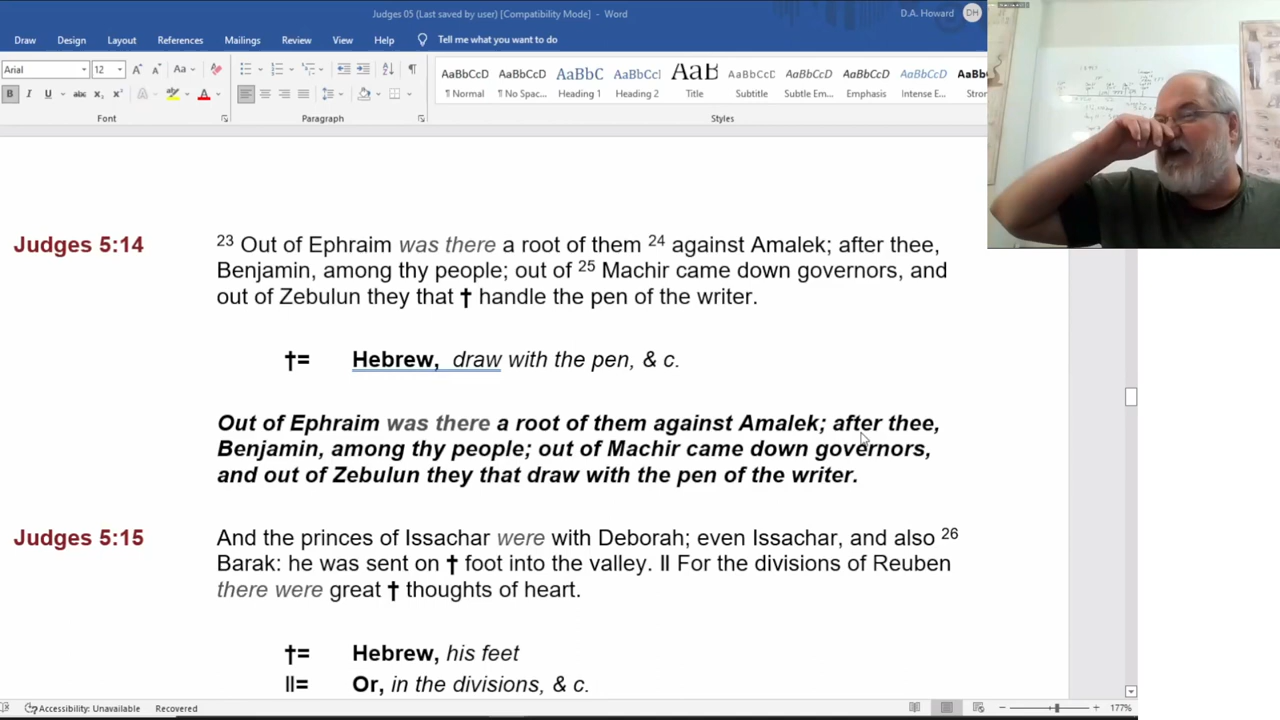 Judges 05 (Last saved by user) [Compatibility Mode] - Word
D.A. Howard DH
Draw Design Layout References Mailings Review View Help Tell me what you want to do
Arial 12 Aa
B I U abc x₂ x² A A
AaBbCcD AaBbCcD AaBbC AaBbCcI AaB AaBbCcD AaBbCcD AaBbCcD AaBbCcD AaBb
¶ Normal ¶ No Spac... Heading 1 Heading 2 Title Subtitle Subtle Em... Emphasis Intense E... Stron
Font Paragraph Styles
Judges 5:14 23 Out of Ephraim was there a root of them 24 against Amalek; after thee,
Benjamin, among thy people; out of 25 Machir came down governors, and
out of Zebulun they that † handle the pen of the writer.
†= Hebrew, draw with the pen, & c.
Out of Ephraim was there a root of them against Amalek; after thee,
Benjamin, among thy people; out of Machir came down governors,
and out of Zebulun they that draw with the pen of the writer.
Judges 5:15 And the princes of Issachar were with Deborah; even Issachar, and also 26
Barak: he was sent on † foot into the valley. ǁ For the divisions of Reuben
there were great † thoughts of heart.
†= Hebrew, his feet
ǁ= Or, in the divisions, & c.
Accessibility: Unavailable Recovered 177%